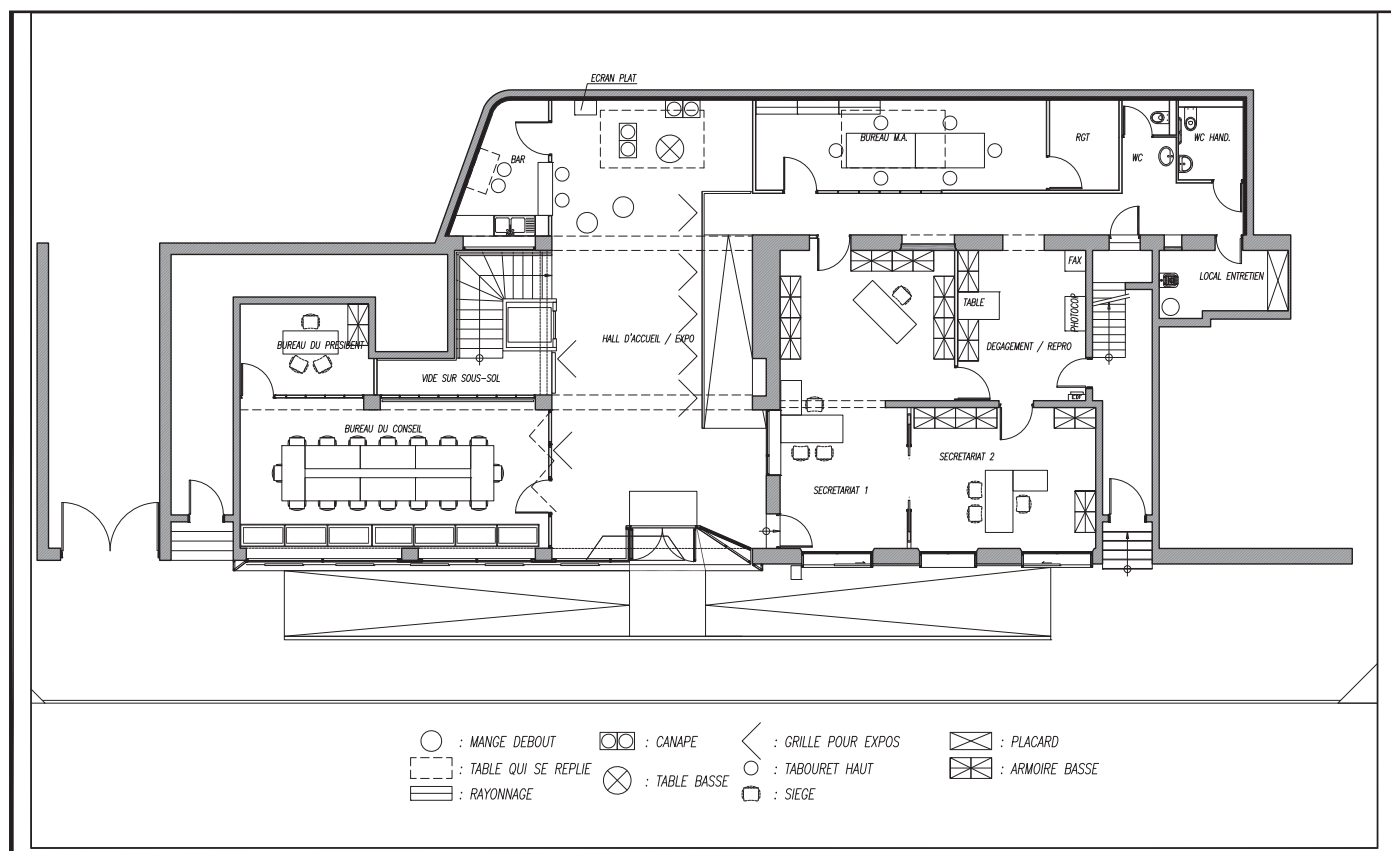 ECRAN PLAT
BAR
BUREAU M.A.
RGT
WC
WC HAND.
FAX
LOCAL ENTRETIEN
TABLE
PHOTOCOP
HALL D'ACCUEIL / EXPO
DEGAGEMENT / REPRO
BUREAU DU PRESIDENT
VIDE SUR SOUS-SOL
EDF
BUREAU DU CONSEIL
SECRETARIAT 2
SECRETARIAT 1
: MANGE DEBOUT
: CANAPE
: GRILLE POUR EXPOS
: PLACARD
: TABLE QUI SE REPLIE
: TABLE BASSE
: TABOURET HAUT
: ARMOIRE BASSE
: RAYONNAGE
: SIEGE